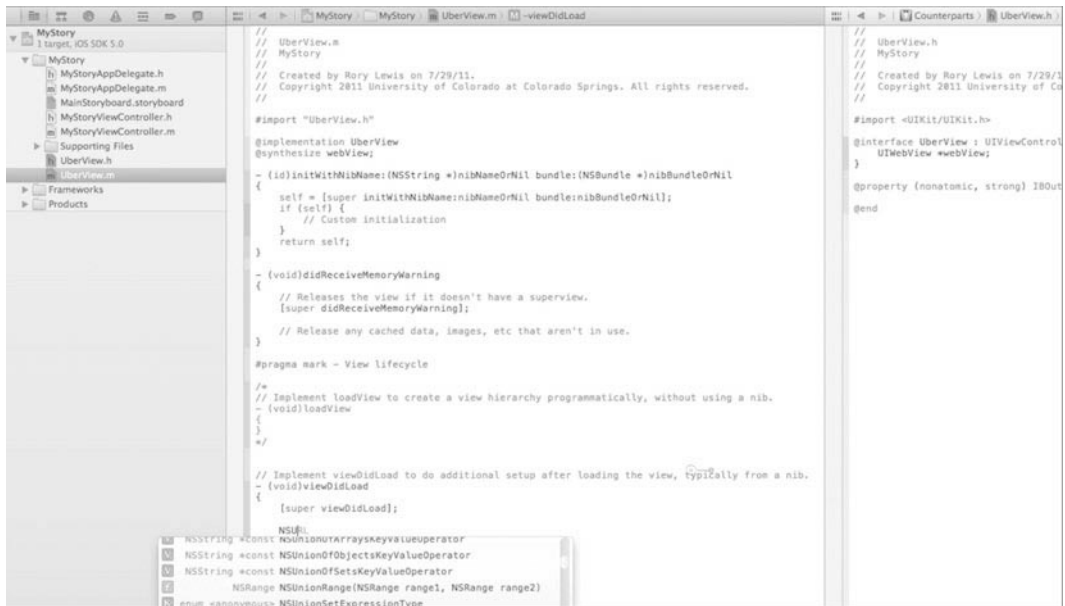 MyStory
1 target, iOS SDK 5.0
MyStory
MyStoryAppDelegate.h
MyStoryAppDelegate.m
MainStoryboard.storyboard
MyStoryViewController.h
MyStoryViewController.m
Supporting Files
UberView.h
UberView.m
Frameworks
Products
MyStory MyStory UberView.m -viewDidLoad
//
// UberView.m
// MyStory
//
// Created by Rory Lewis on 7/29/11.
// Copyright 2011 University of Colorado at Colorado Springs. All rights reserved.
//
#import "UberView.h"
@implementation UberView
@synthesize webView;
- (id)initWithNibName:(NSString *)nibNameOrNil bundle:(NSBundle *)nibBundleOrNil
{
self = [super initWithNibName:nibNameOrNil bundle:nibBundleOrNil];
if (self) {
// Custom initialization
}
return self;
}
- (void)didReceiveMemoryWarning
{
// Releases the view if it doesn't have a superview.
[super didReceiveMemoryWarning];
// Release any cached data, images, etc that aren't in use.
}
#pragma mark - View lifecycle
/*
// Implement loadView to create a view hierarchy programmatically, without using a nib.
- (void)loadView
{
}
*/
// Implement viewDidLoad to do additional setup after loading the view, typically from a nib.
- (void)viewDidLoad
{
[super viewDidLoad];
NSURL
NSString *const NSUnionOfArraysKeyValueOperator
NSString *const NSUnionOfObjectsKeyValueOperator
NSString *const NSUnionOfSetsKeyValueOperator
NSRange NSUnionRange(NSRange range1, NSRange range2)
enum <anonymous> NSUnionSetExpressionType
Counterparts UberView.h
//
// UberView.h
// MyStory
//
// Created by Rory Lewis on 7/29/1
// Copyright 2011 University of Co
//
#import <UIKit/UIKit.h>
@interface UberView : UIViewControl
UIWebView *webView;
}
@property (nonatomic, strong) IBOut
@end